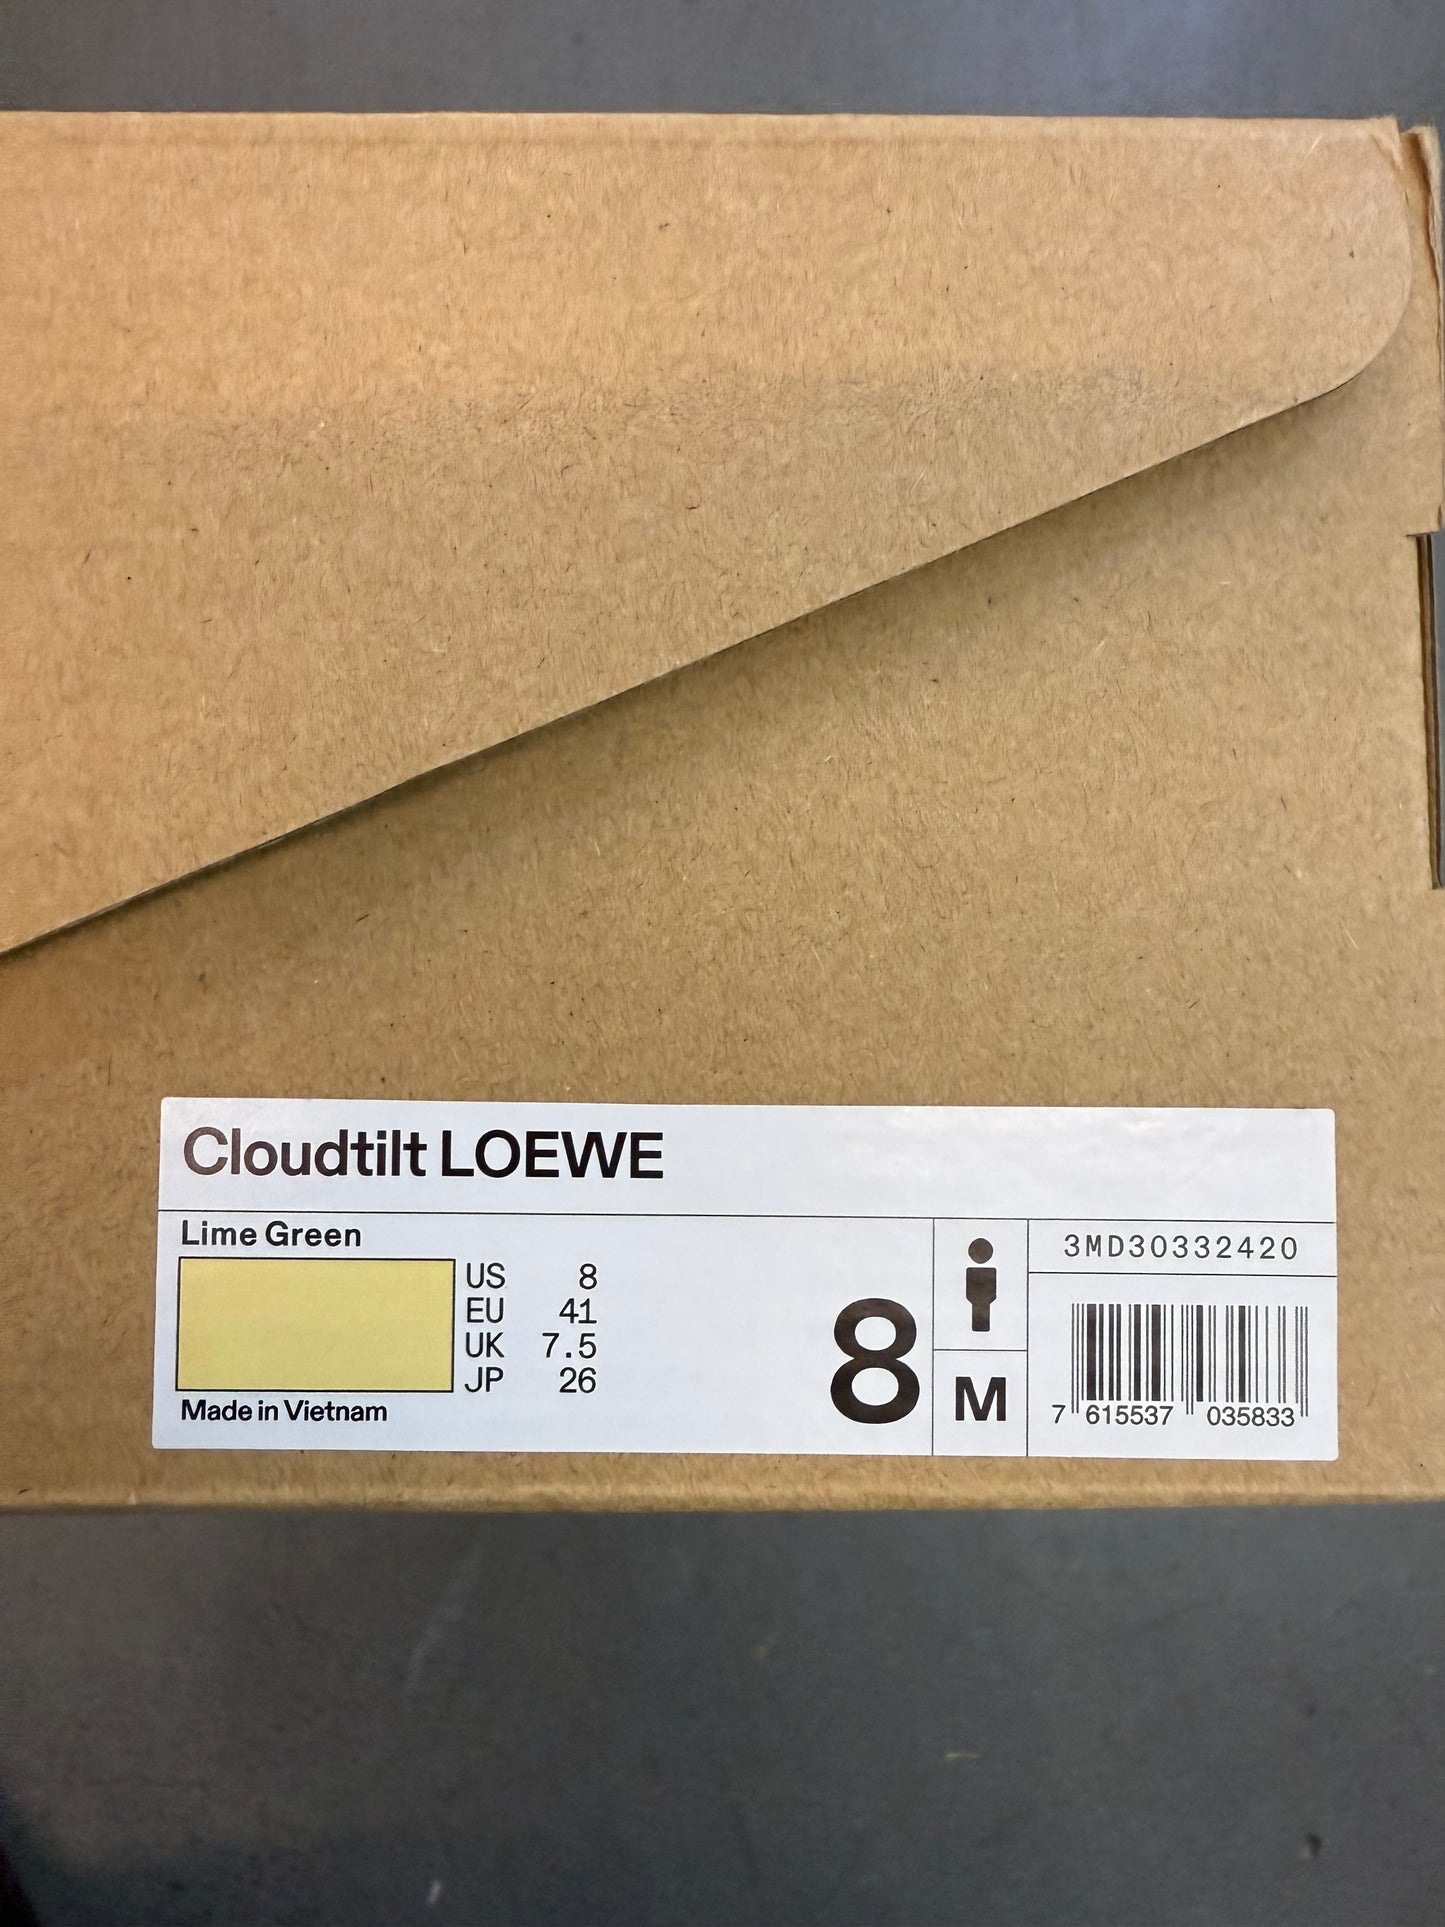 Cloudtilt LOEWE
Lime Green
US 8
EU 41
UK 7.5
JP 26
Made in Vietnam
8
M
3MD30332420
7 615537 035833